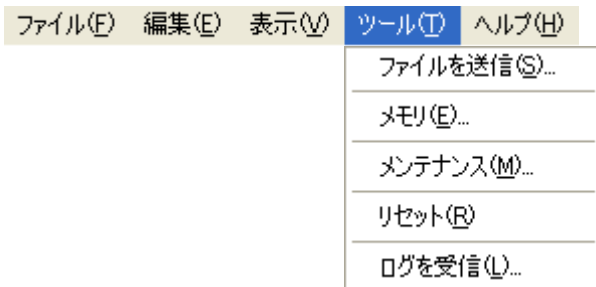 ファイル(F) 編集(E) 表示(V) ツール(T) ヘルプ(H)
ファイルを送信(S)...
メモリ(E)...
メンテナンス(M)...
リセット(R)
ログを受信(L)...